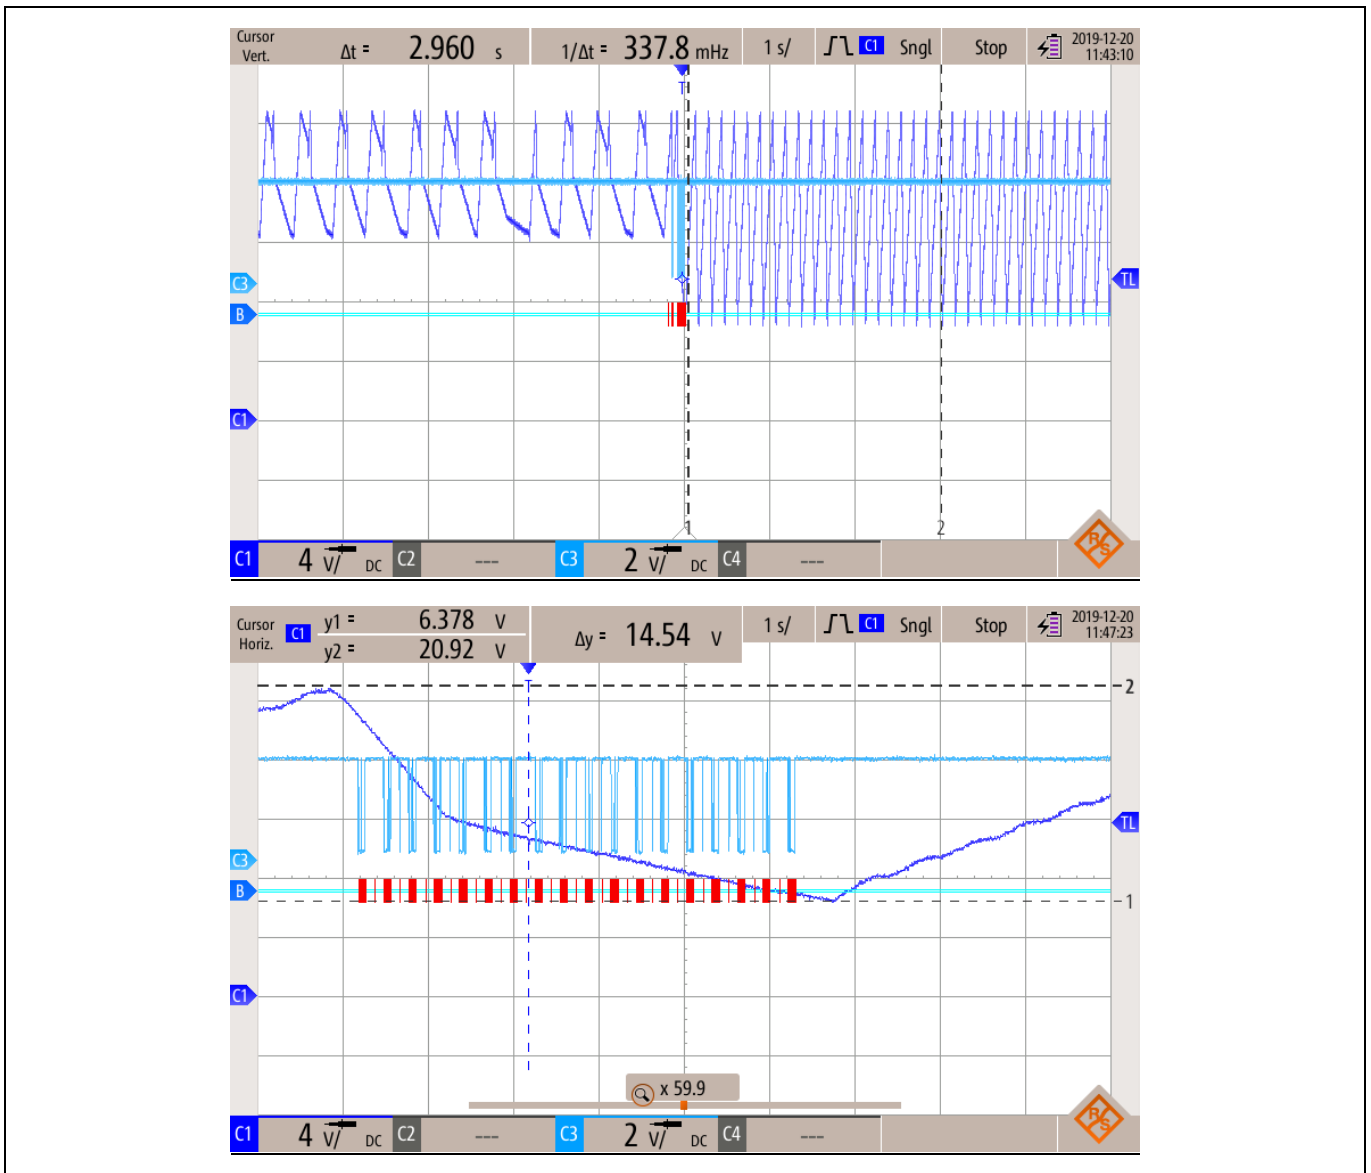 Cursor Vert. Δt = 2.960 s 1/Δt = 337.8 mHz 1 s/ C1 Sngl Stop 2019-12-20 11:43:10
T
C3
TL
B
C1
1 2
C1 4 V/ DC C2 --- C3 2 V/ DC C4 ---
R&S
Cursor Horiz. C1 y1 = 6.378 V y2 = 20.92 V Δy = 14.54 V 1 s/ C1 Sngl Stop 2019-12-20 11:47:23
T
2
TL
C3
B
1
C1
x 59.9
C1 4 V/ DC C2 --- C3 2 V/ DC C4 ---
R&S